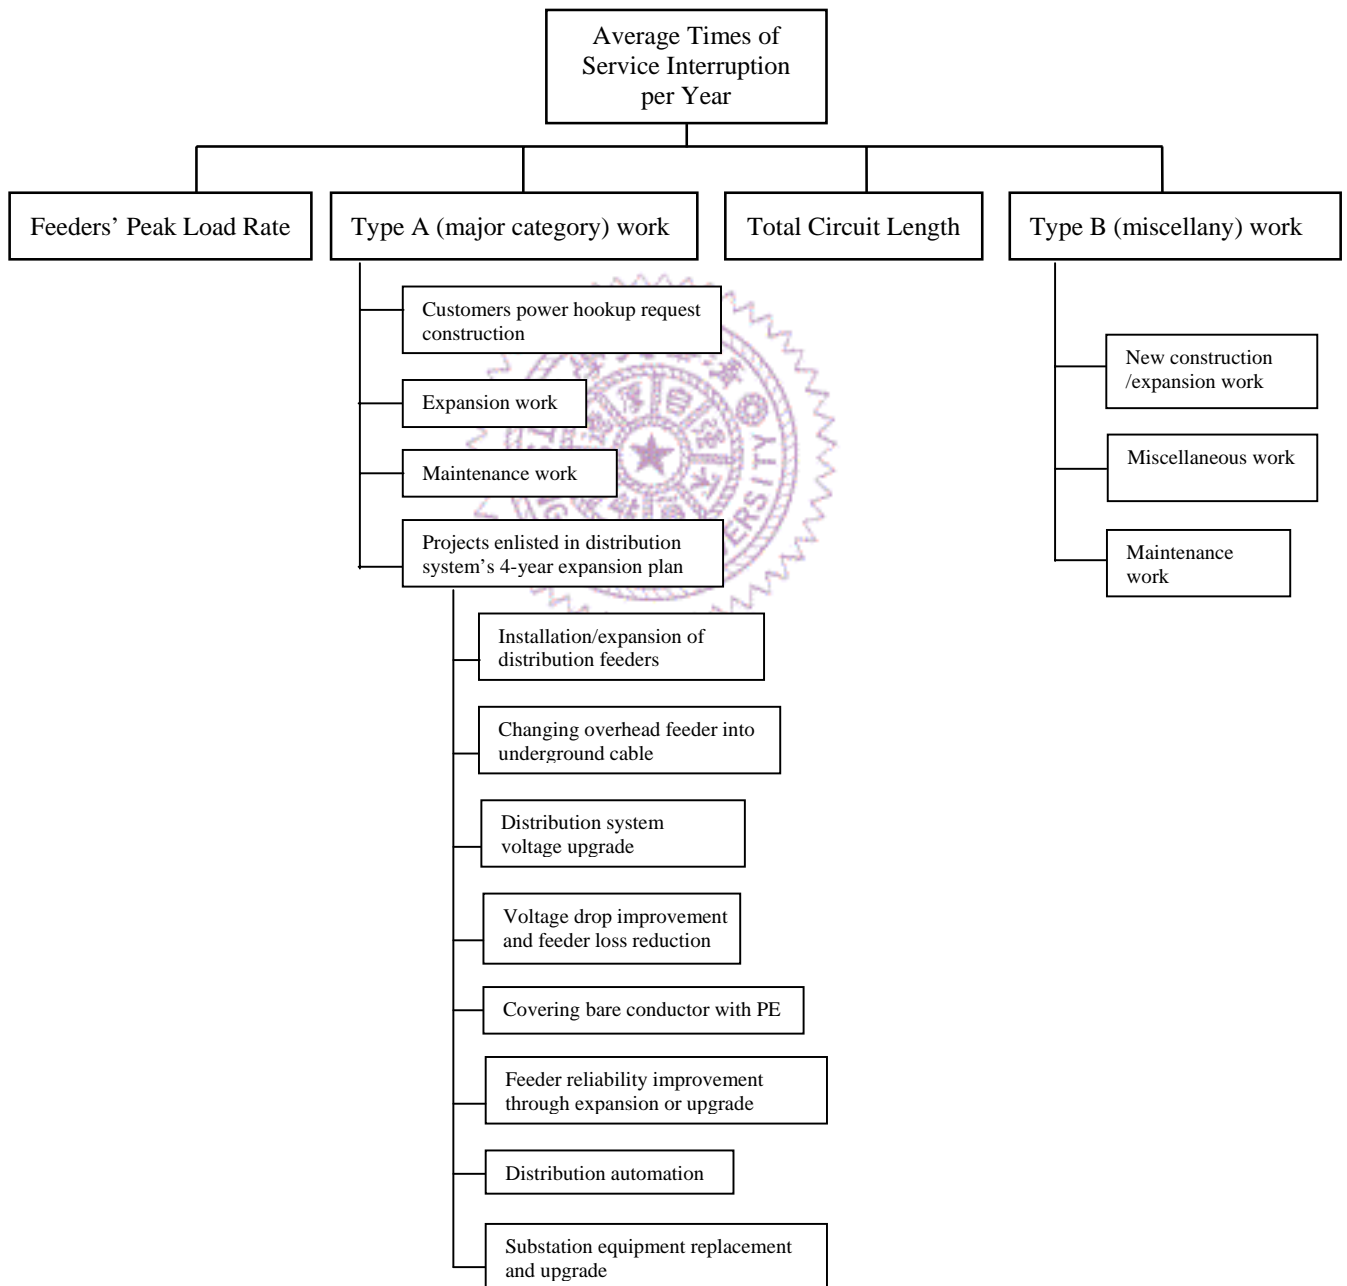 Average Times of
Service Interruption
per Year
Feeders’ Peak Load Rate
Type A (major category) work
Total Circuit Length
Type B (miscellany) work
Customers power hookup request
construction
Expansion work
Maintenance work
Projects enlisted in distribution
system’s 4-year expansion plan
Installation/expansion of
distribution feeders
Changing overhead feeder into
underground cable
Distribution system
voltage upgrade
Voltage drop improvement
and feeder loss reduction
Covering bare conductor with PE
Feeder reliability improvement
through expansion or upgrade
Distribution automation
Substation equipment replacement
and upgrade
New construction
/expansion work
Miscellaneous work
Maintenance
work